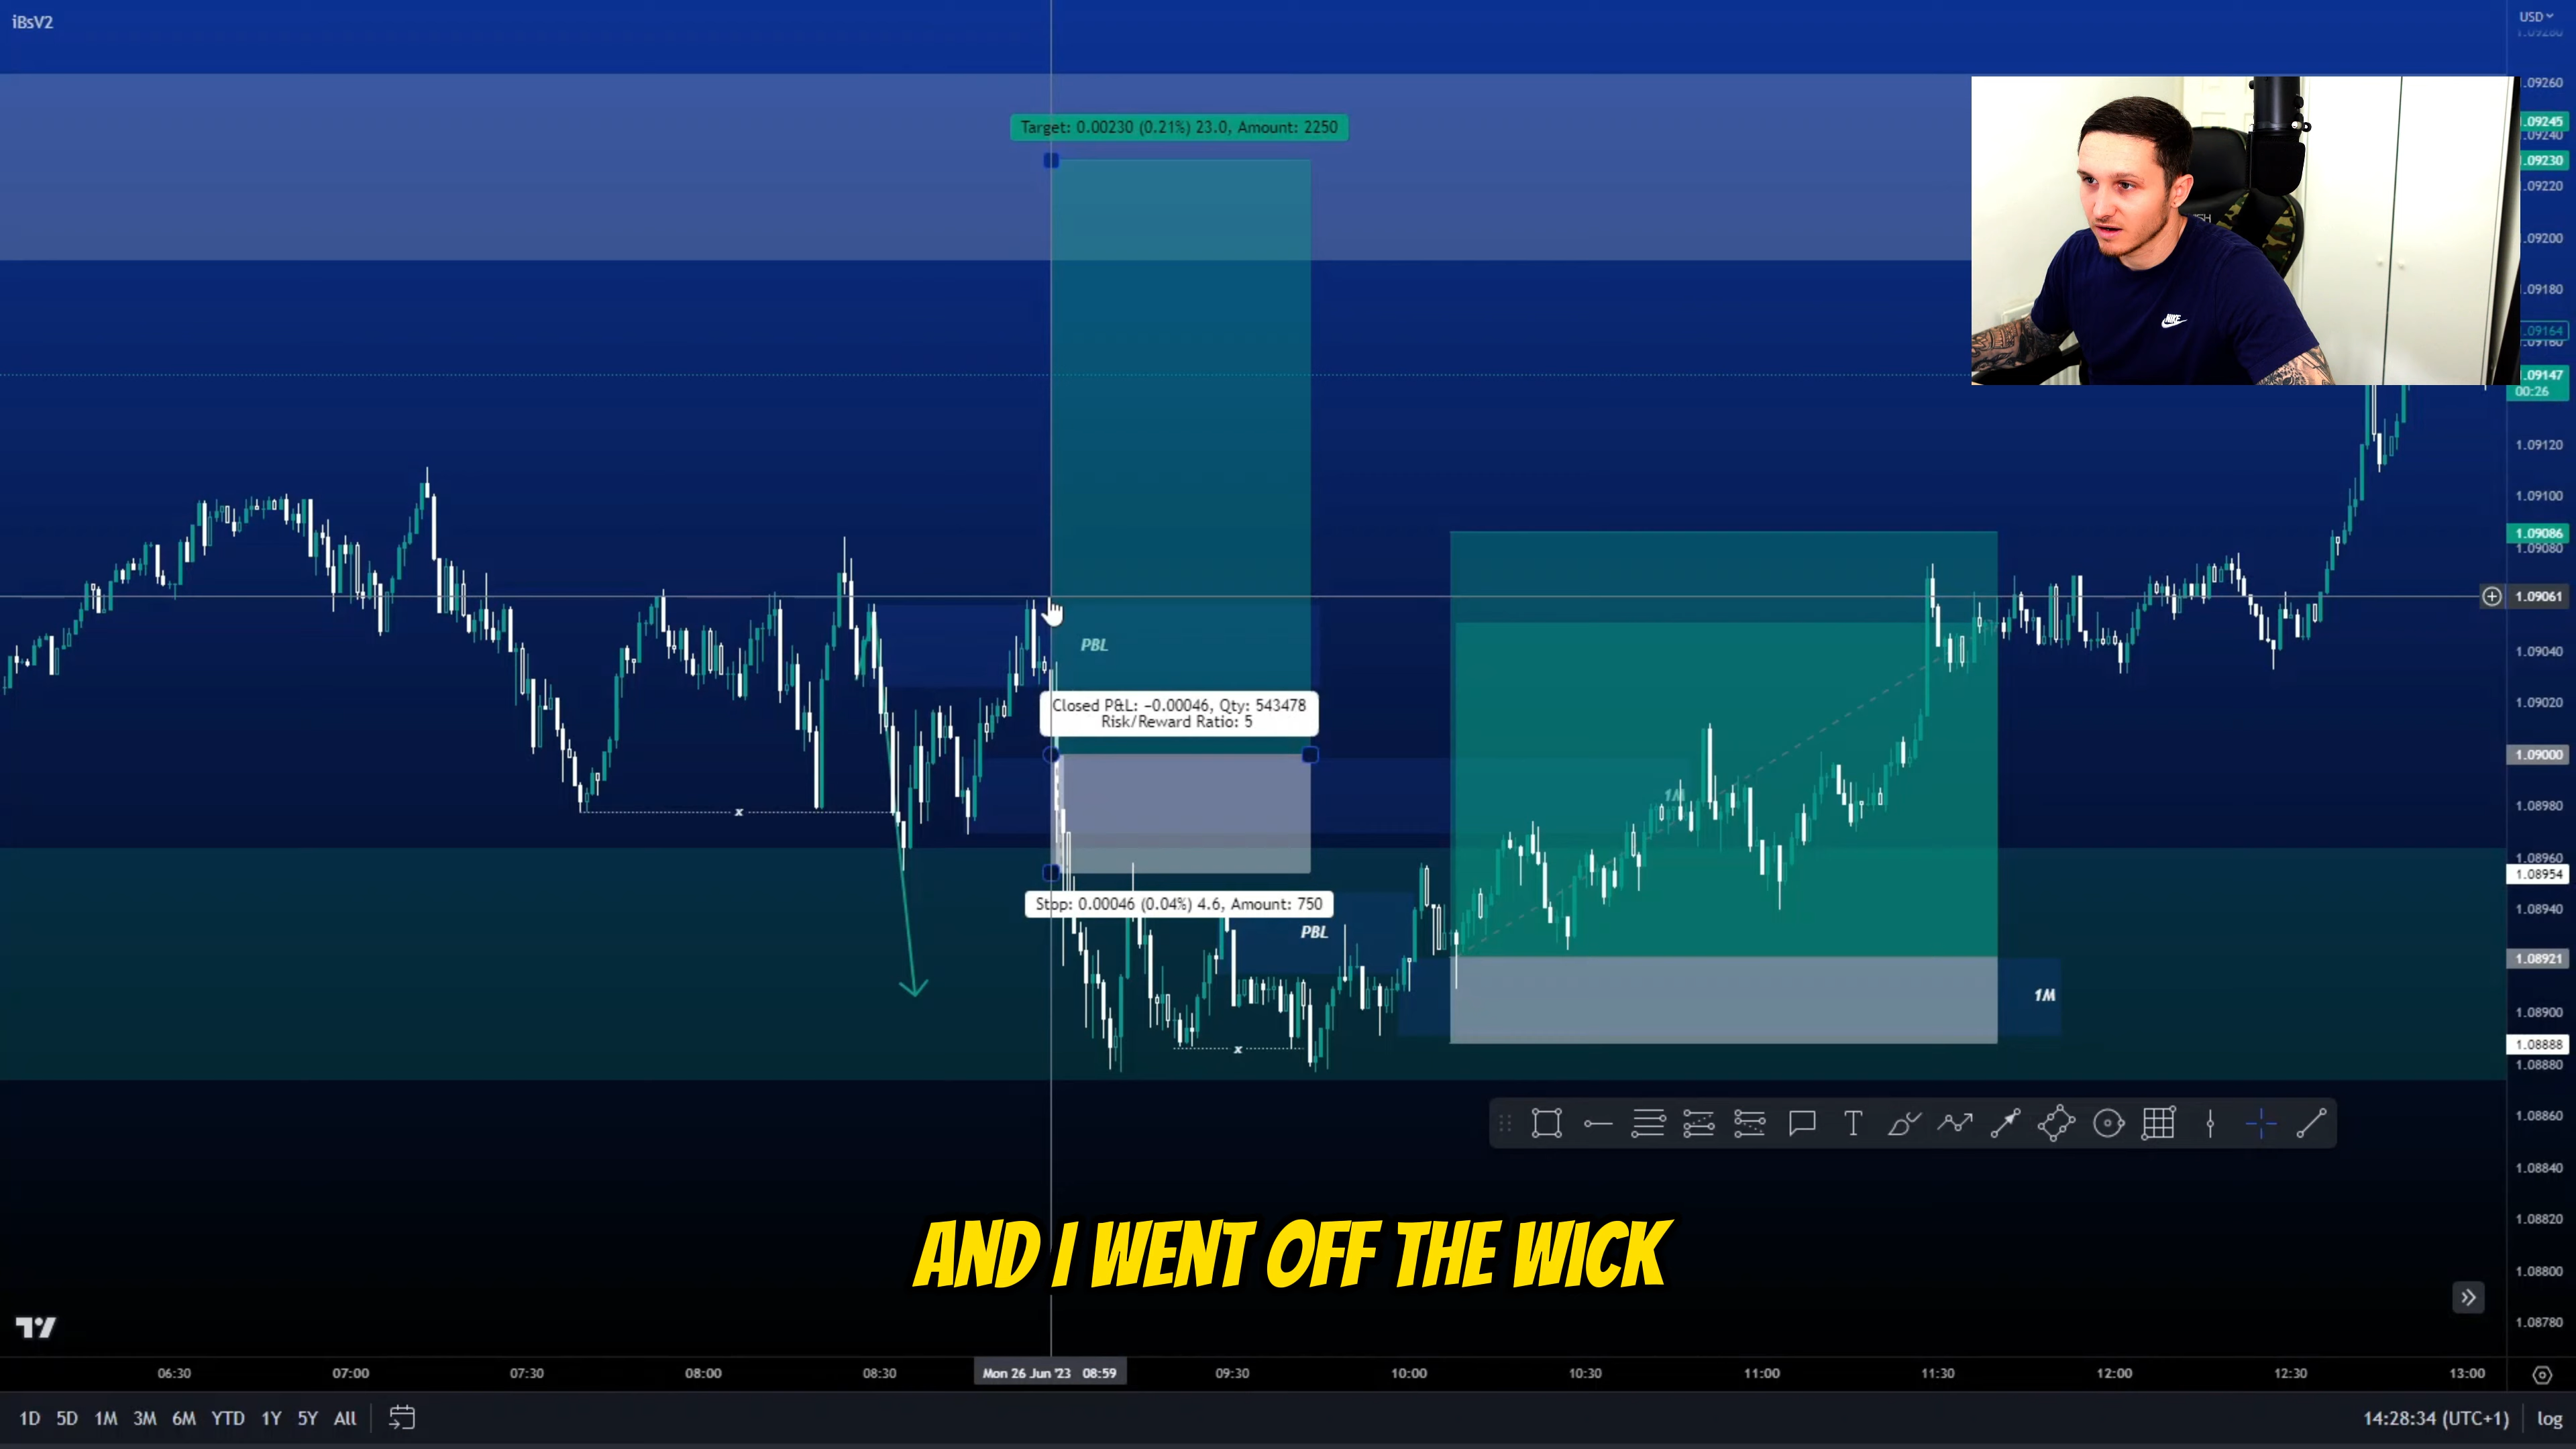 iBsV2
USD
1.09280
.09260
Target: 0.00230 (0.21%) 23.0, Amount: 2250
.09245
.09240
.09230
.09220
.09200
.09180
.09164
.09160
.09147
00:26
NIKE
1.09120
1.09100
1.09086
1.09080
1.09061
PBL
1.09040
Closed P&L: −0.00046, Qty: 543478
Risk/Reward Ratio: 5
1.09020
1.09000
1M
x
1.08980
1.08960
1.08954
Stop: 0.00046 (0.04%) 4.6, Amount: 750
1.08940
PBL
1.08921
1M
1.08900
x
1.08888
1.08880
1.08860
1.08840
1.08820
AND I WENT OFF THE WICK
1.08800
1.08780
06:30 07:00 07:30 08:00 08:30 Mon 26 Jun '23 08:59 09:30 10:00 10:30 11:00 11:30 12:00 12:30 13:00
1D 5D 1M 3M 6M YTD 1Y 5Y All 14:28:34 (UTC+1) log